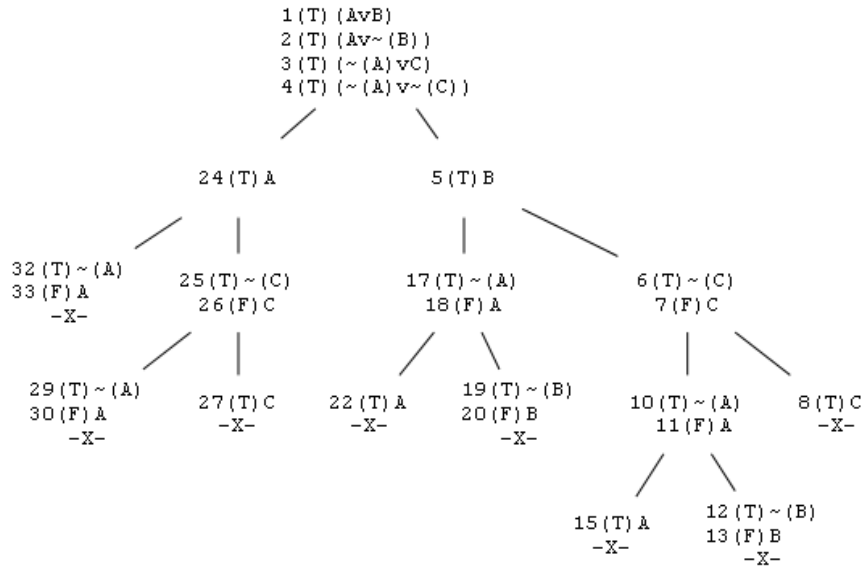 1(T)(AvB)
2(T)(Av~(B))
3(T)(~(A)vC)
4(T)(~(A)v~(C))
24(T)A
5(T)B
32(T)~(A)
33(F)A
-X-
25(T)~(C)
26(F)C
17(T)~(A)
18(F)A
6(T)~(C)
7(F)C
29(T)~(A)
30(F)A
-X-
27(T)C
-X-
22(T)A
-X-
19(T)~(B)
20(F)B
-X-
10(T)~(A)
11(F)A
8(T)C
-X-
15(T)A
-X-
12(T)~(B)
13(F)B
-X-